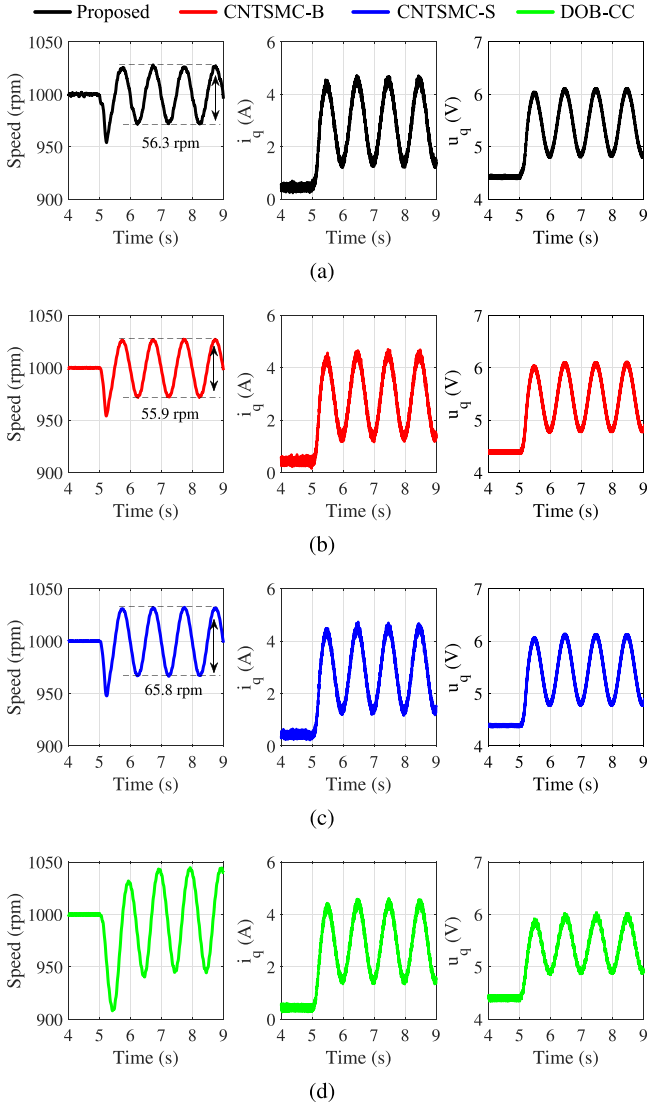 Proposed CNTSMC-B CNTSMC-S DOB-CC
1050
1000
950
900
Speed (rpm)
56.3 rpm
4 5 6 7 8 9
Time (s)
6
4
2
0
i_q (A)
4 5 6 7 8 9
Time (s)
7
6
5
4
u_q (V)
4 5 6 7 8 9
Time (s)
(a)
1050
1000
950
900
Speed (rpm)
55.9 rpm
4 5 6 7 8 9
Time (s)
6
4
2
0
i_q (A)
4 5 6 7 8 9
Time (s)
7
6
5
4
u_q (V)
4 5 6 7 8 9
Time (s)
(b)
1050
1000
950
900
Speed (rpm)
65.8 rpm
4 5 6 7 8 9
Time (s)
6
4
2
0
i_q (A)
4 5 6 7 8 9
Time (s)
7
6
5
4
u_q (V)
4 5 6 7 8 9
Time (s)
(c)
1050
1000
950
900
Speed (rpm)
4 5 6 7 8 9
Time (s)
6
4
2
0
i_q (A)
4 5 6 7 8 9
Time (s)
7
6
5
4
u_q (V)
4 5 6 7 8 9
Time (s)
(d)